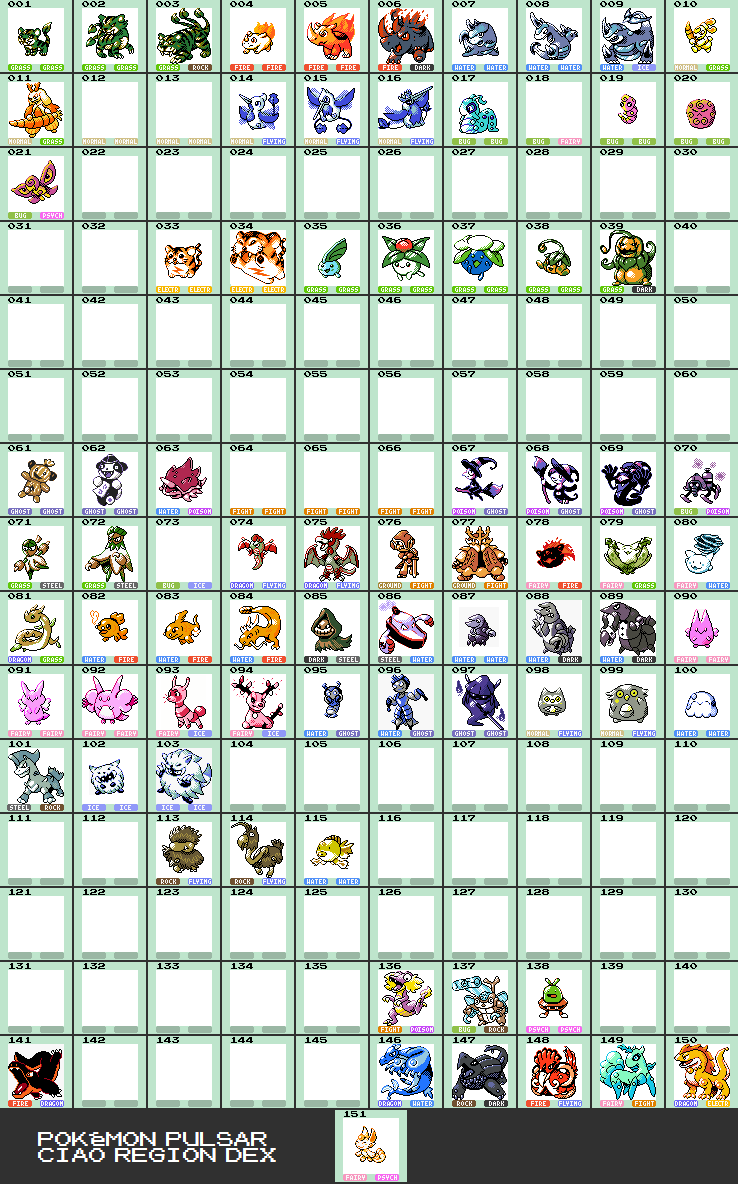 001 002 003 004 005 006 007 008 009 010
GRASS GRASS GRASS GRASS GRASS ROCK FIRE FIRE FIRE FIRE FIRE DARK WATER WATER WATER WATER WATER ICE NORMAL GRASS
011 012 013 014 015 016 017 018 019 020
NORMAL GRASS NORMAL NORMAL NORMAL NORMAL NORMAL FLYING NORMAL FLYING NORMAL FLYING BUG BUG BUG FAIRY BUG BUG BUG BUG
021 022 023 024 025 026 027 028 029 030
BUG PSYCH
031 032 033 034 035 036 037 038 039 040
ELECTR ELECTR ELECTR ELECTR GRASS GRASS GRASS GRASS GRASS GRASS GRASS GRASS GRASS DARK
041 042 043 044 045 046 047 048 049 050
051 052 053 054 055 056 057 058 059 060
061 062 063 064 065 066 067 068 069 070
GHOST GHOST GHOST GHOST WATER POISON FIGHT FIGHT FIGHT FIGHT FIGHT FIGHT POISON GHOST POISON GHOST POISON GHOST BUG POISON
071 072 073 074 075 076 077 078 079 080
GRASS STEEL GRASS STEEL BUG ICE DRAGON FLYING DRAGON FLYING GROUND FIGHT GROUND FIGHT FAIRY FIRE FAIRY GRASS FAIRY WATER
081 082 083 084 085 086 087 088 089 090
DRAGON GRASS WATER FIRE WATER FIRE WATER FIRE DARK STEEL STEEL WATER WATER WATER WATER DARK WATER DARK FAIRY FAIRY
091 092 093 094 095 096 097 098 099 100
FAIRY FAIRY FAIRY FAIRY FAIRY ICE FAIRY ICE WATER GHOST WATER GHOST GHOST GHOST NORMAL FLYING NORMAL FLYING WATER WATER
101 102 103 104 105 106 107 108 109 110
STEEL ROCK ICE ICE ICE ICE
111 112 113 114 115 116 117 118 119 120
ROCK FLYING ROCK FLYING WATER WATER
121 122 123 124 125 126 127 128 129 130
131 132 133 134 135 136 137 138 139 140
FIGHT POISON BUG ROCK PSYCH PSYCH
141 142 143 144 145 146 147 148 149 150
FIRE DRAGON DRAGON WATER ROCK DARK FIRE FLYING FAIRY FIGHT DRAGON ELECTR
151
POKéMON PULSAR
CIAO REGION DEX
FAIRY PSYCH